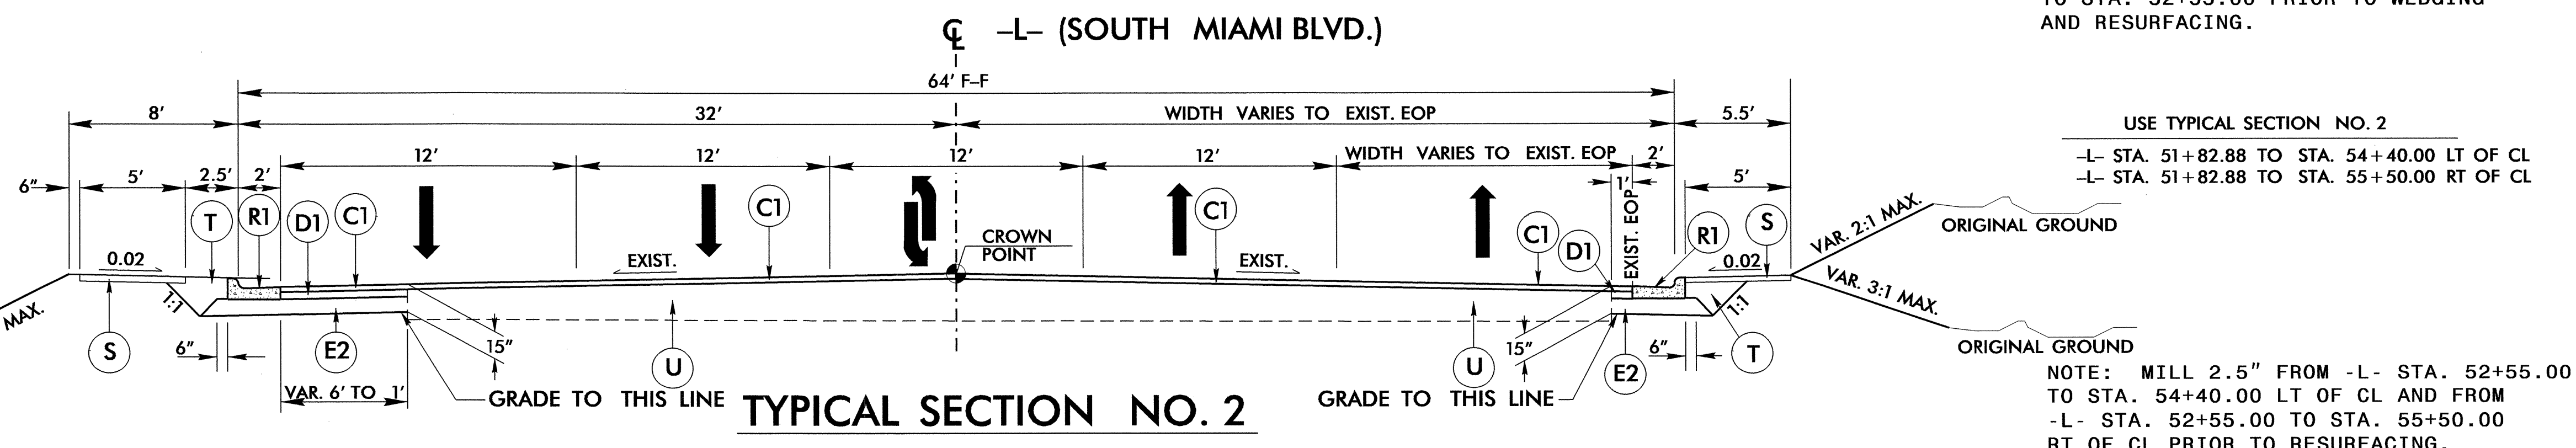 TO STA. 52+55.00 PRIOR TO WEDGING
AND RESURFACING.
℄ -L- (SOUTH MIAMI BLVD.)
64' F-F
8'
32'
WIDTH VARIES TO EXIST. EOP
5.5'
USE TYPICAL SECTION NO. 2
-L- STA. 51+82.88 TO STA. 54+40.00 LT OF CL
-L- STA. 51+82.88 TO STA. 55+50.00 RT OF CL
12'
12'
12'
12'
WIDTH VARIES TO EXIST. EOP
2'
6"
5'
2.5'
2'
1'
5'
T
R1
D1
C1
C1
C1
C1
D1
EXIST. EOP
R1
S
VAR. 2:1 MAX.
ORIGINAL GROUND
CROWN
POINT
0.02
EXIST.
EXIST.
0.02
MAX.
1:1
1:1
VAR. 3:1 MAX.
ORIGINAL GROUND
S
6"
E2
15"
U
U
15"
E2
6"
T
VAR. 6' TO 1'
GRADE TO THIS LINE
GRADE TO THIS LINE
TYPICAL SECTION NO. 2
NOTE: MILL 2.5" FROM -L- STA. 52+55.00
TO STA. 54+40.00 LT OF CL AND FROM
-L- STA. 52+55.00 TO STA. 55+50.00
RT OF CL PRIOR TO RESURFACING.